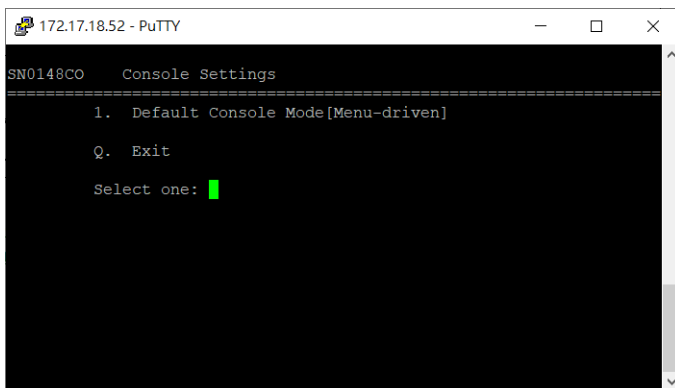 172.17.18.52 - PuTTY
SN0148CO Console Settings
======================================================================
1. Default Console Mode[Menu-driven]
Q. Exit
Select one: